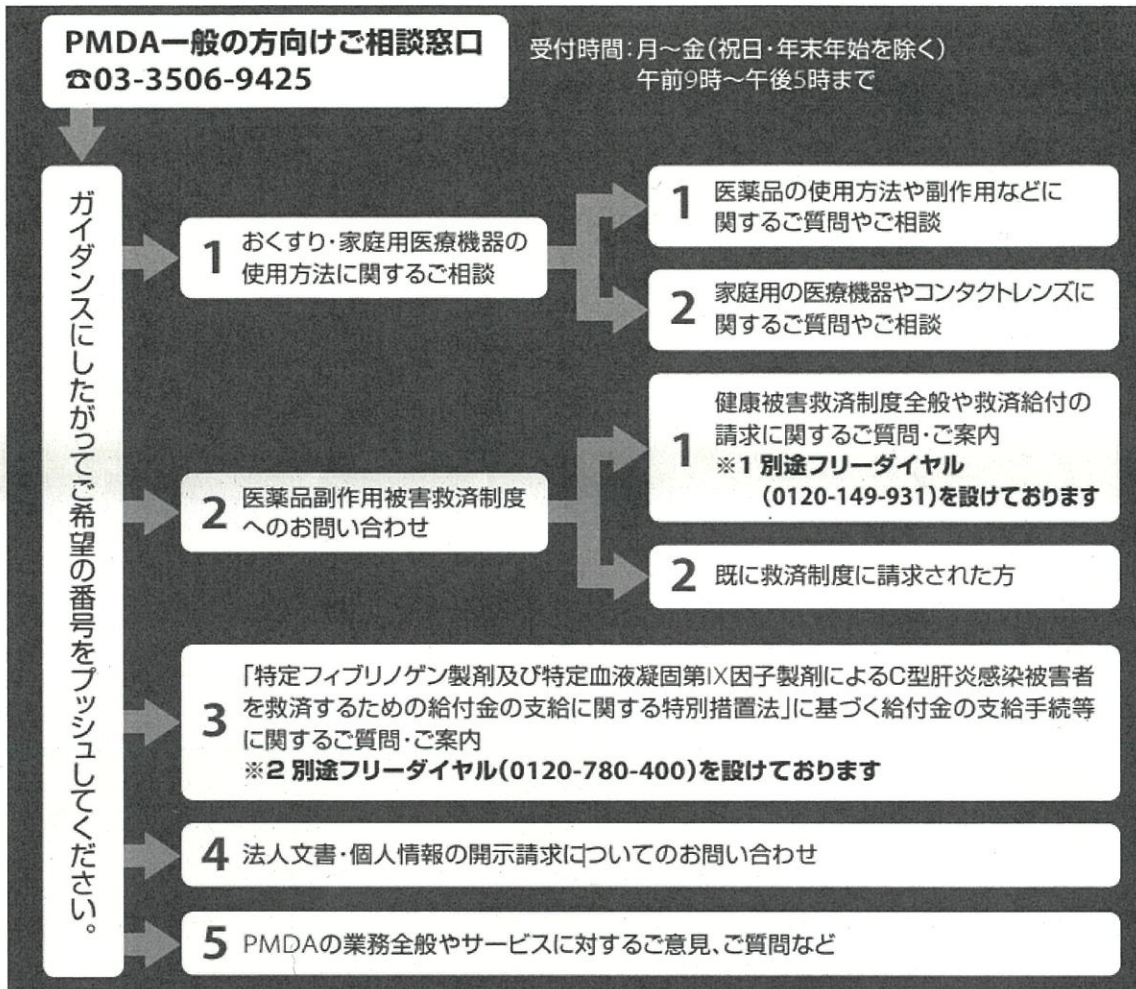 PMDA一般の方向けご相談窓口
☎03-3506-9425
受付時間:月〜金(祝日・年末年始を除く)
午前9時〜午後5時まで
ガイダンスにしたがってご希望の番号をプッシュしてください。
1 おくすり・家庭用医療機器の
使用方法に関するご相談
1 医薬品の使用方法や副作用などに
関するご質問やご相談
2 家庭用の医療機器やコンタクトレンズに
関するご質問やご相談
2 医薬品副作用被害救済制度
へのお問い合わせ
1 健康被害救済制度全般や救済給付の
請求に関するご質問・ご案内
※1 別途フリーダイヤル
(0120-149-931)を設けております
2 既に救済制度に請求された方
3 「特定フィブリノゲン製剤及び特定血液凝固第IX因子製剤によるC型肝炎感染被害者
を救済するための給付金の支給に関する特別措置法」に基づく給付金の支給手続等
に関するご質問・ご案内
※2 別途フリーダイヤル(0120-780-400)を設けております
4 法人文書・個人情報の開示請求についてのお問い合わせ
5 PMDAの業務全般やサービスに対するご意見、ご質問など